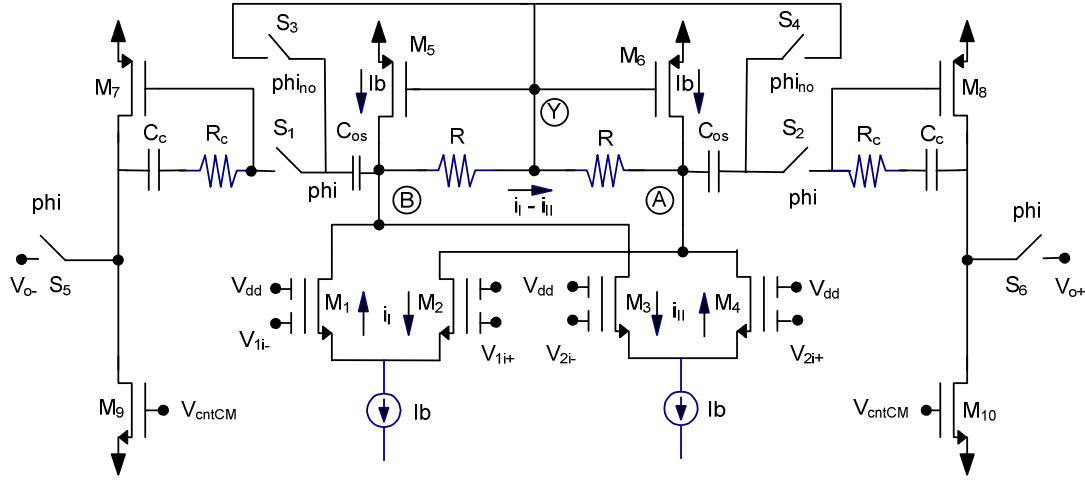 S3
S4
M5
M6
M7
phino
Ib
Ib
phino
M8
Y
Cc
Rc
S1
Cos
R
R
Cos
S2
Rc
Cc
phi
B
iI - iII
A
phi
phi
phi
Vo-
S5
S6
Vo+
Vdd
M1
iI
M2
Vdd
M3
iII
M4
Vdd
V1i-
V1i+
V2i-
V2i+
M9
VcntCM
Ib
Ib
VcntCM
M10